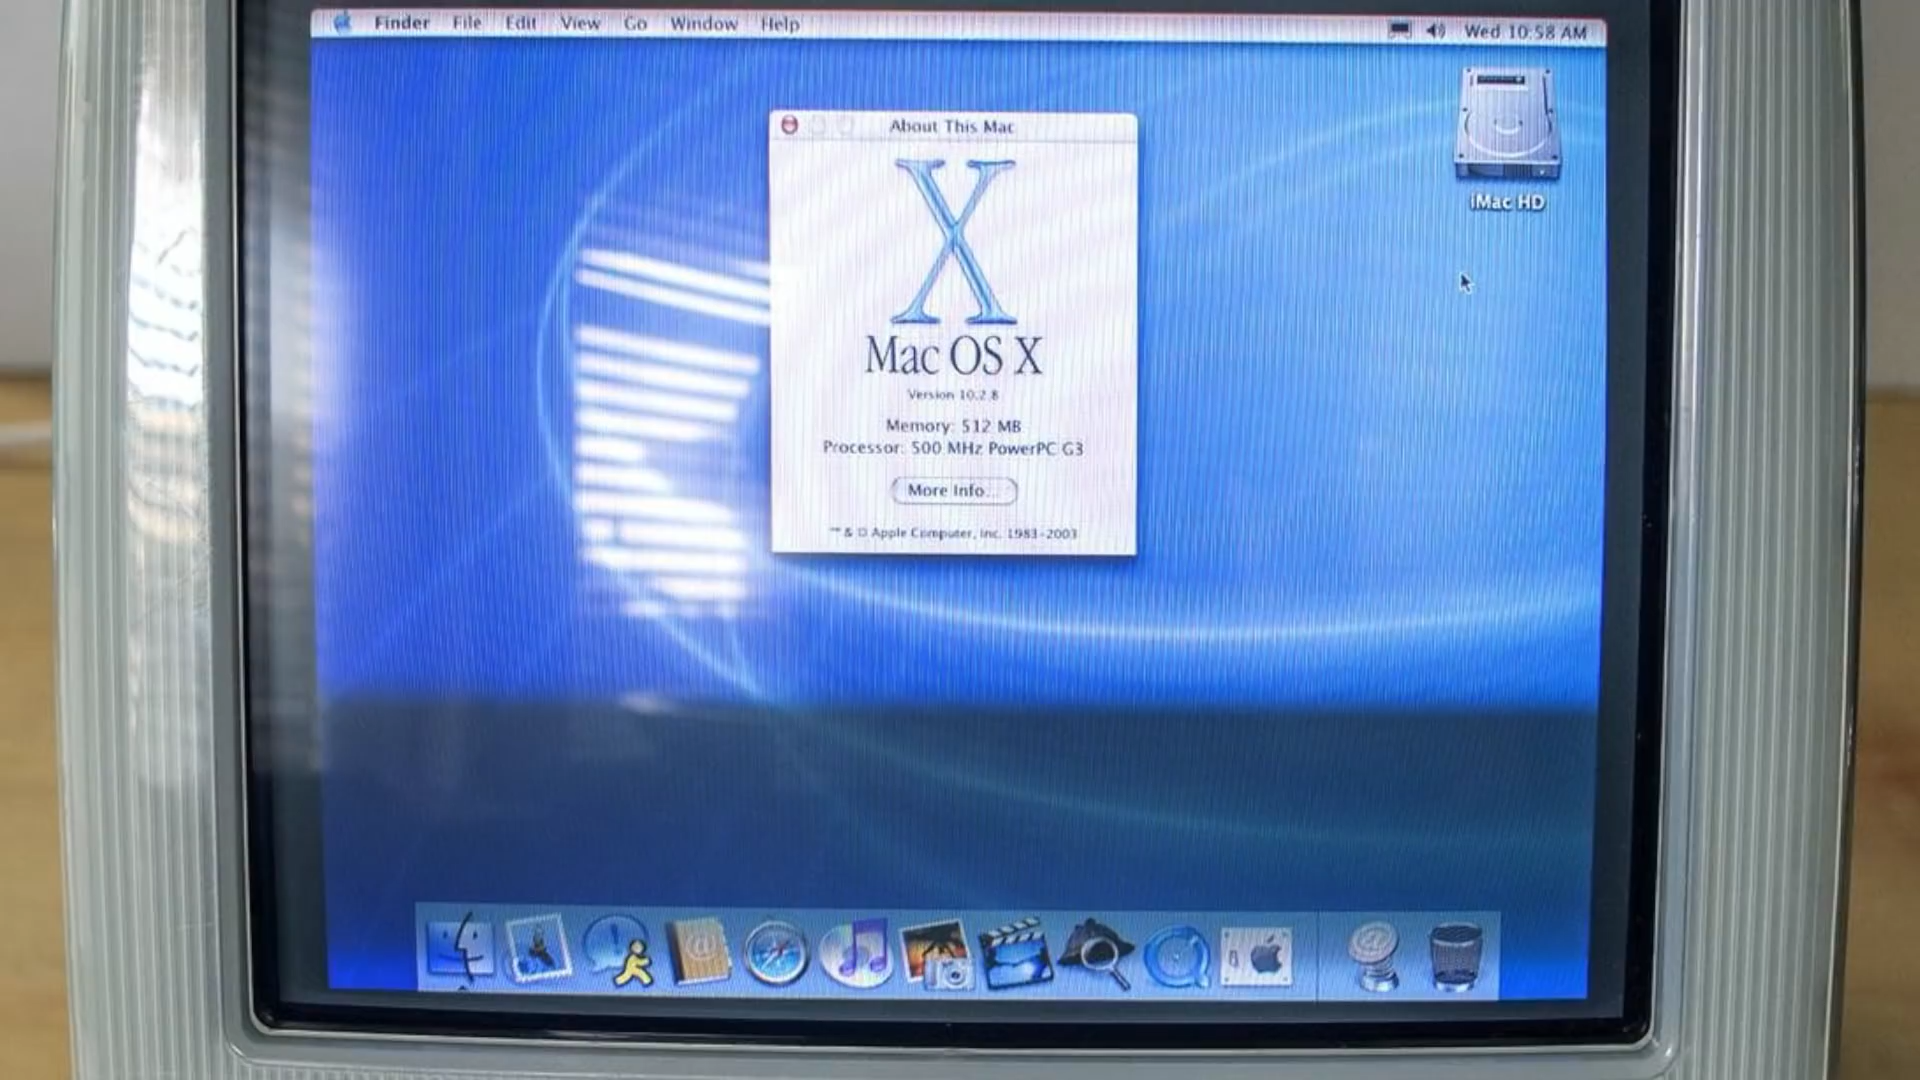 Finder File Edit View Go Window Help Wed 10:58 AM
About This Mac
iMac HD
X
Mac OS X
Version 10.2.8
Memory: 512 MB
Processor: 500 MHz PowerPC G3
More Info...
™ & © Apple Computer, Inc. 1983-2003